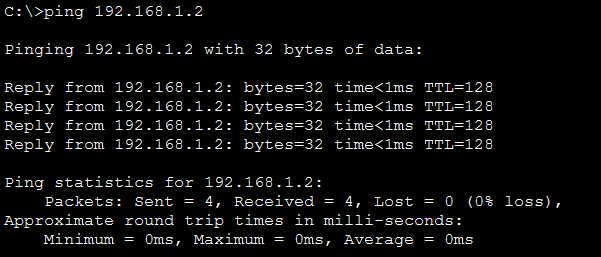 C:\>ping 192.168.1.2
Pinging 192.168.1.2 with 32 bytes of data:
Reply from 192.168.1.2: bytes=32 time<1ms TTL=128
Reply from 192.168.1.2: bytes=32 time<1ms TTL=128
Reply from 192.168.1.2: bytes=32 time<1ms TTL=128
Reply from 192.168.1.2: bytes=32 time<1ms TTL=128
Ping statistics for 192.168.1.2:
    Packets: Sent = 4, Received = 4, Lost = 0 (0% loss),
Approximate round trip times in milli-seconds:
    Minimum = 0ms, Maximum = 0ms, Average = 0ms